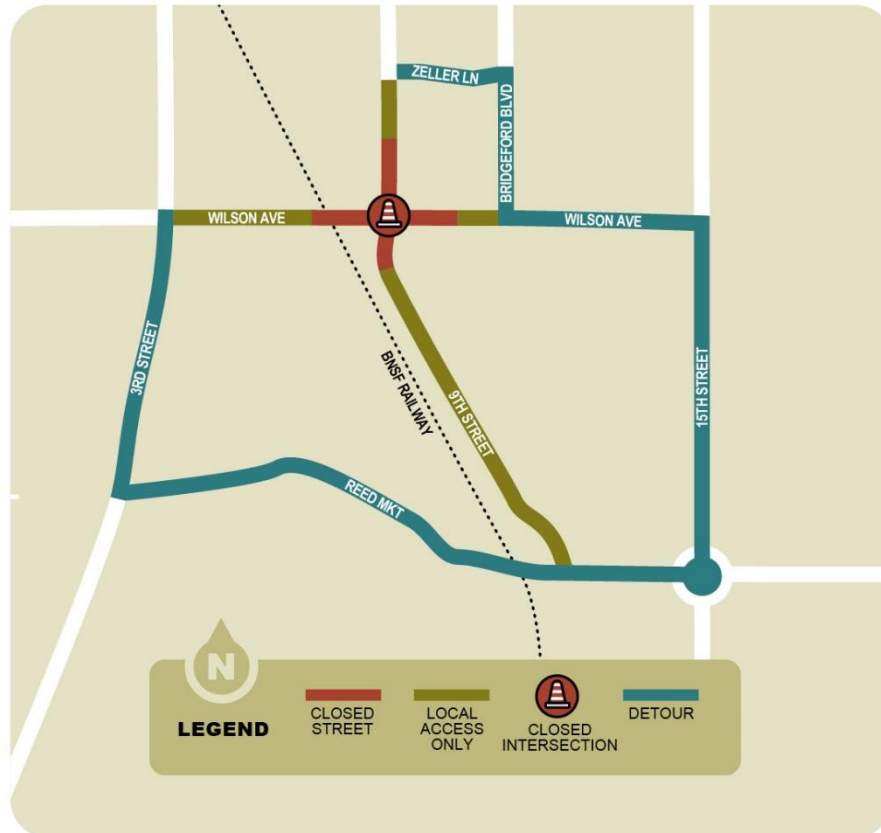 ZELLER LN
BRIDGEFORD BLVD
WILSON AVE
WILSON AVE
3RD STREET
BNSF RAILWAY
9TH STREET
15TH STREET
REED MKT
N
LEGEND
CLOSED
STREET
LOCAL
ACCESS
ONLY
CLOSED
INTERSECTION
DETOUR